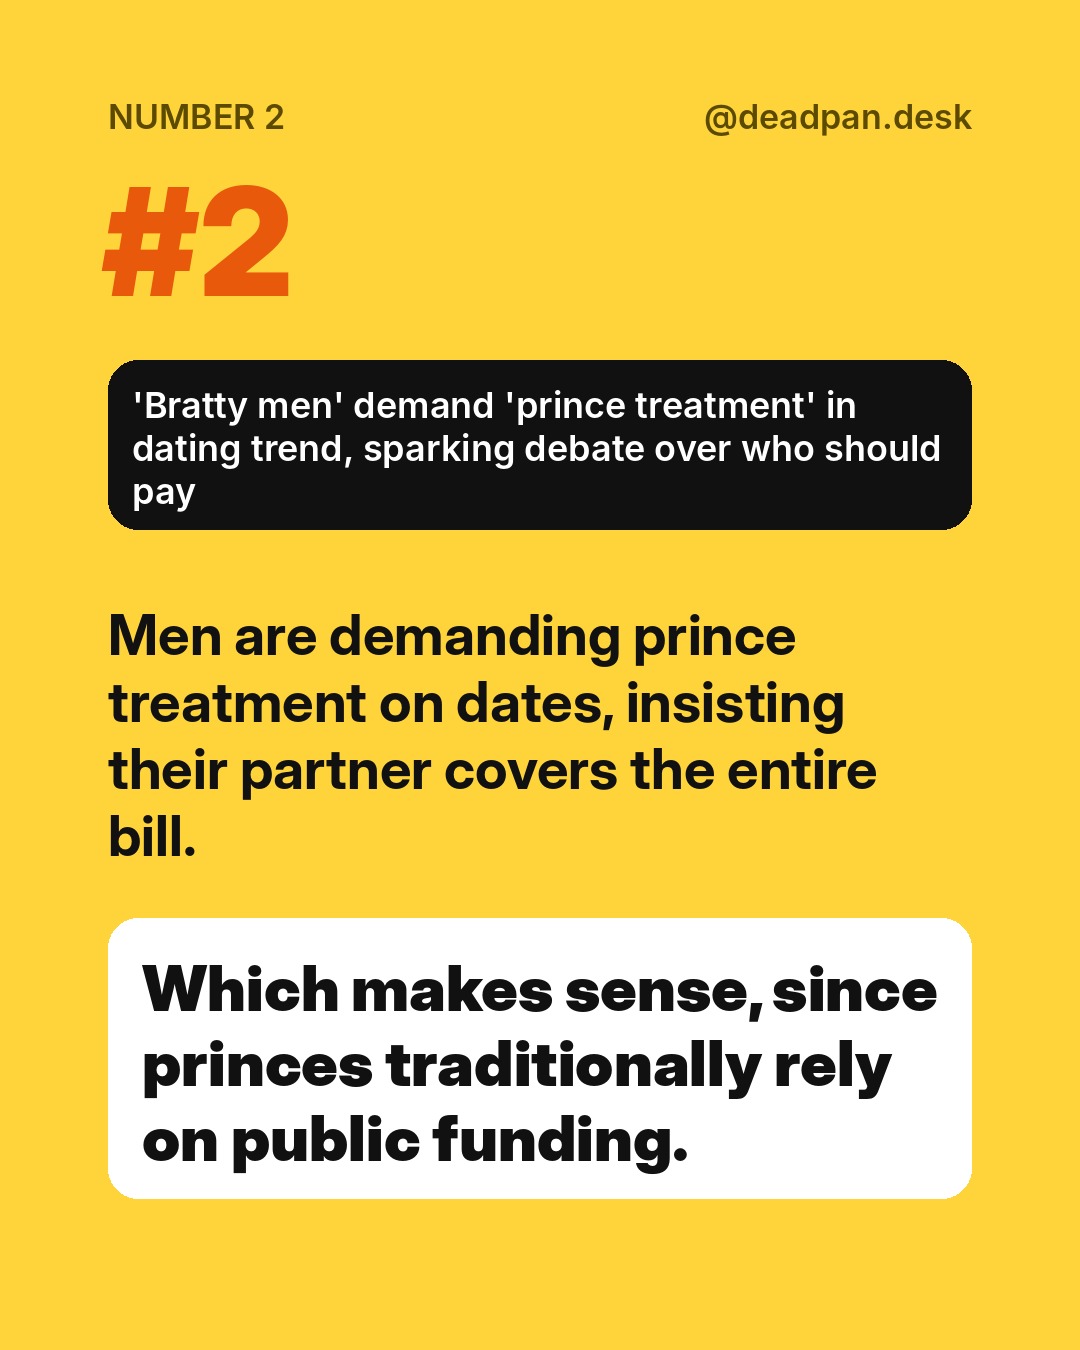 NUMBER 2
@deadpan.desk
#2
'Bratty men' demand 'prince treatment' in
dating trend, sparking debate over who should
pay
Men are demanding prince
treatment on dates, insisting
their partner covers the entire
bill.
Which makes sense, since
princes traditionally rely
on public funding.